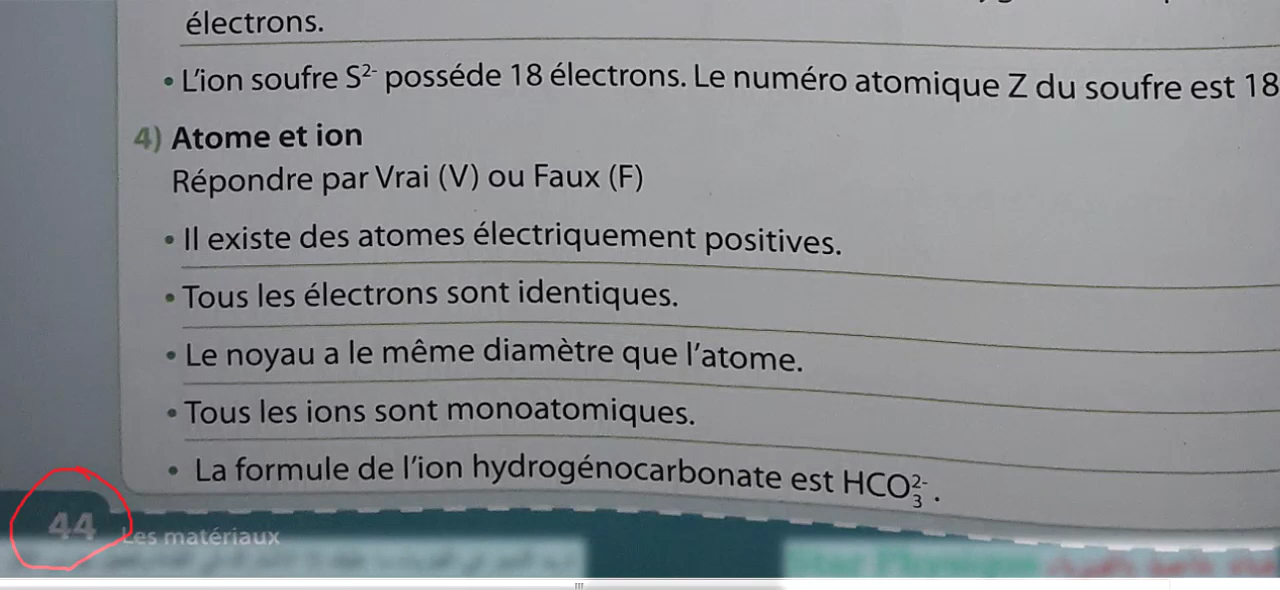 électrons.
• L'ion soufre S²⁻ posséde 18 électrons. Le numéro atomique Z du soufre est 18
4) Atome et ion
Répondre par Vrai (V) ou Faux (F)
• Il existe des atomes électriquement positives.
• Tous les électrons sont identiques.
• Le noyau a le même diamètre que l'atome.
• Tous les ions sont monoatomiques.
• La formule de l'ion hydrogénocarbonate est HCO₃²⁻.
44 Les matériaux